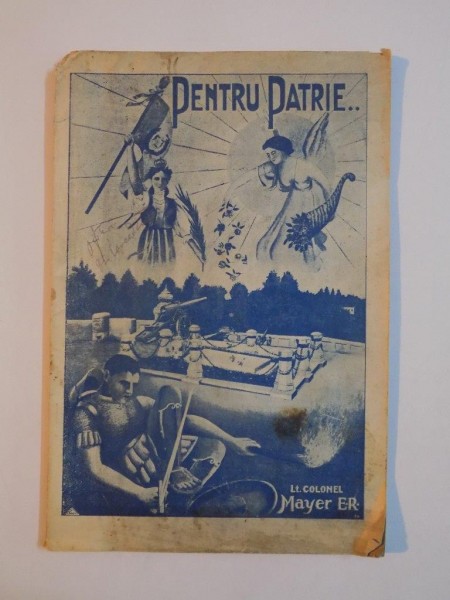 PENTRU PATRIE..
Lt. COLONEL
Mayer E.R.